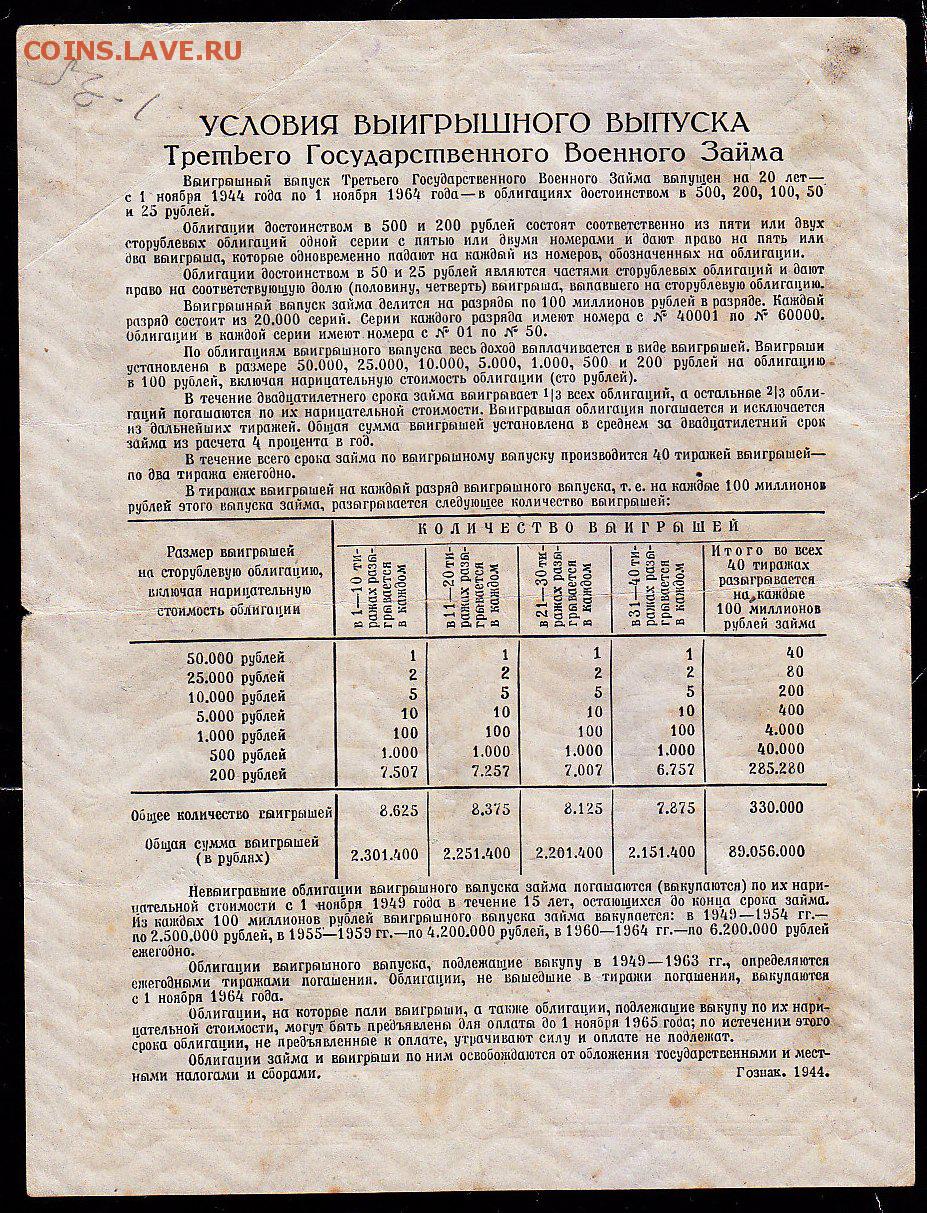 COINS.LAVE.RU
УСЛОВИЯ ВЫИГРЫШНОГО ВЫПУСКА
Третьего Государственного Военного Займа
Выигрышный выпуск Третьего Государственного Военного Займа выпущен на 20 лет—
с 1 ноября 1944 года по 1 ноября 1964 года—в облигациях достоинством в 500, 200, 100, 50
и 25 рублей.
Облигации достоинством в 500 и 200 рублей состоят соответственно из пяти или двух
сторублевых облигаций одной серии с пятью или двумя номерами и дают право на пять или
два выигрыша, которые одновременно падают на каждый из номеров, обозначенных на облигации.
Облигации достоинством в 50 и 25 рублей являются частями сторублевых облигаций и дают
право на соответствующую долю (половину, четверть) выигрыша, выпавшего на сторублевую облигацию.
Выигрышный выпуск займа делится на разряды по 100 миллионов рублей в разряде. Каждый
разряд состоит из 20.000 серий. Серии каждого разряда имеют номера с № 40001 по № 60000.
Облигации в каждой серии имеют номера с № 01 по № 50.
По облигациям выигрышного выпуска весь доход выплачивается в виде выигрышей. Выигрыши
установлены в размере 50.000, 25.000, 10.000, 5.000, 1.000, 500 и 200 рублей на облигацию
в 100 рублей, включая нарицательную стоимость облигации (сто рублей).
В течение двадцатилетнего срока займа выигрывает 1|3 всех облигаций, а остальные 2|3 обли-
гаций погашаются по их нарицательной стоимости. Выигравшая облигация погашается и исключается
из дальнейших тиражей. Общая сумма выигрышей установлена в среднем за двадцатилетний срок
займа из расчета 4 процента в год.
В течение всего срока займа по выигрышному выпуску производится 40 тиражей выигрышей—
по два тиража ежегодно.
В тиражах выигрышей на каждый разряд выигрышного выпуска, т. е. на каждые 100 миллионов
рублей этого выпуска займа, разыгрывается следующее количество выигрышей:
Размер выигрышей
на сторублевую облигацию,
включая нарицательную
стоимость облигации
КОЛИЧЕСТВО ВЫИГРЫШЕЙ
в 1—10 ти-
ражах разы-
грывается
в каждом
в 11—20 ти-
ражах разы-
грывается
в каждом
в 21—30 ти-
ражах разы-
грывается
в каждом
в 31—40 ти-
ражах разы-
грывается
в каждом
Итого во всех
40 тиражах
разыгрывается
на каждые
100 миллионов
рублей займа
50.000 рублей 1 1 1 1 40
25.000 рублей 2 2 2 2 80
10.000 рублей 5 5 5 5 200
5.000 рублей 10 10 10 10 400
1.000 рублей 100 100 100 100 4.000
500 рублей 1.000 1.000 1.000 1.000 40.000
200 рублей 7.507 7.257 7.007 6.757 285.280
Общее количество выигрышей 8.625 8.375 8.125 7.875 330.000
Общая сумма выигрышей
(в рублях) 2.301.400 2.251.400 2.201.400 2.151.400 89.056.000
Невыигравшие облигации выигрышного выпуска займа погашаются (выкупаются) по их нари-
цательной стоимости с 1 ноября 1949 года в течение 15 лет, остающихся до конца срока займа.
Из каждых 100 миллионов рублей выигрышного выпуска займа выкупается: в 1949—1954 гг.—
по 2.500.000 рублей, в 1955—1959 гг.—по 4.200.000 рублей, в 1960—1964 гг.—по 6.200.000 рублей
ежегодно.
Облигации выигрышного выпуска, подлежащие выкупу в 1949—1963 гг., определяются
ежегодными тиражами погашения. Облигации, не вышедшие в тиражи погашения, выкупаются
с 1 ноября 1964 года.
Облигации, на которые пали выигрыши, а также облигации, подлежащие выкупу по их нари-
цательной стоимости, могут быть предъявлены для оплаты до 1 ноября 1965 года; по истечении этого
срока облигации, не предъявленные к оплате, утрачивают силу и оплате не подлежат.
Облигации займа и выигрыши по ним освобождаются от обложения государственными и мест-
ными налогами и сборами.
Гознак. 1944.